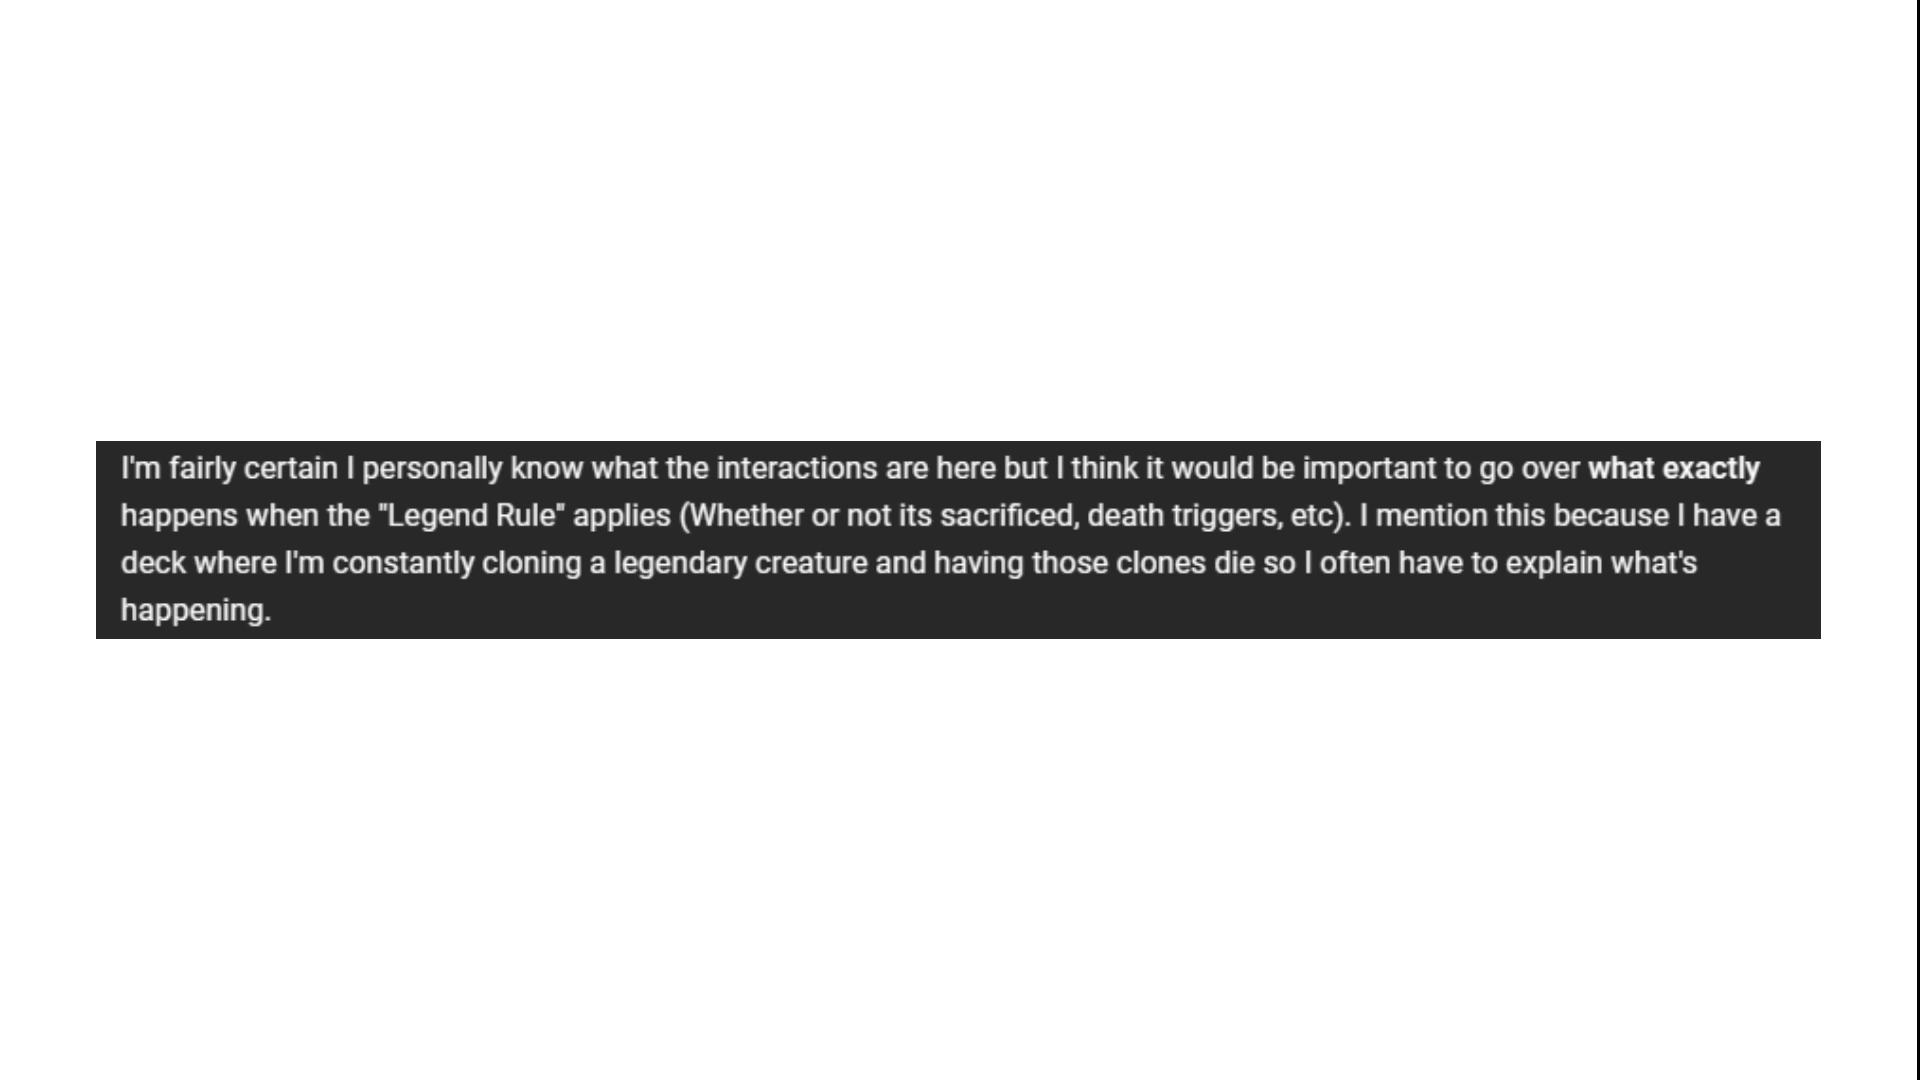 I'm fairly certain I personally know what the interactions are here but I think it would be important to go over what exactly
happens when the "Legend Rule" applies (Whether or not its sacrificed, death triggers, etc). I mention this because I have a
deck where I'm constantly cloning a legendary creature and having those clones die so I often have to explain what's
happening.